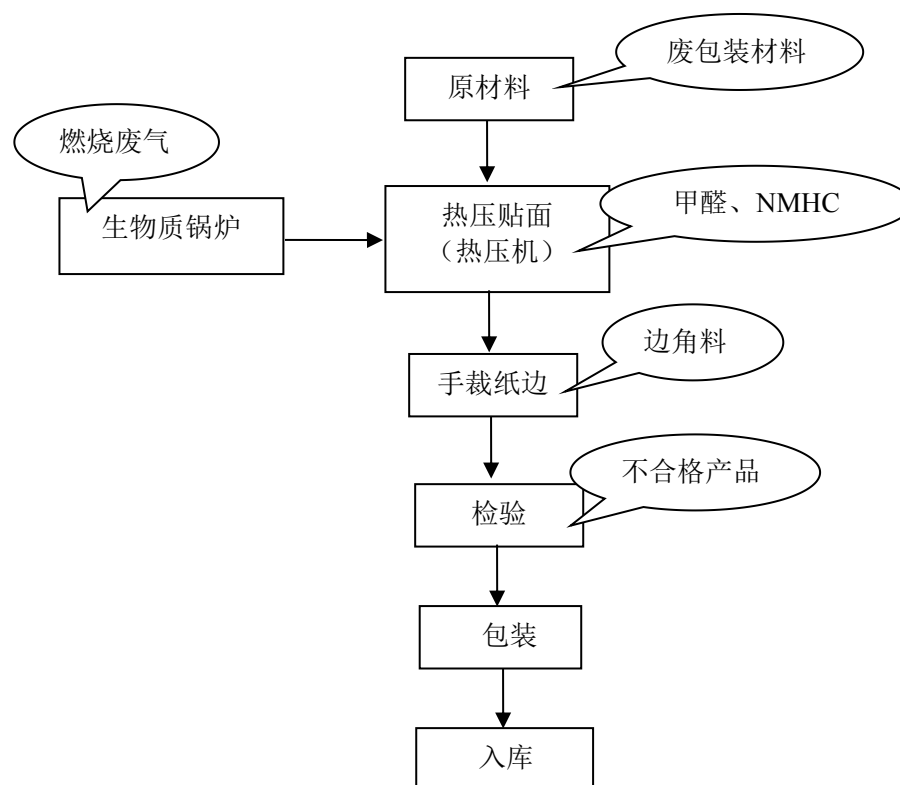 废包装材料
原材料
燃烧废气
生物质锅炉
热压贴面
（热压机）
甲醛、NMHC
边角料
手裁纸边
不合格产品
检验
包装
入库